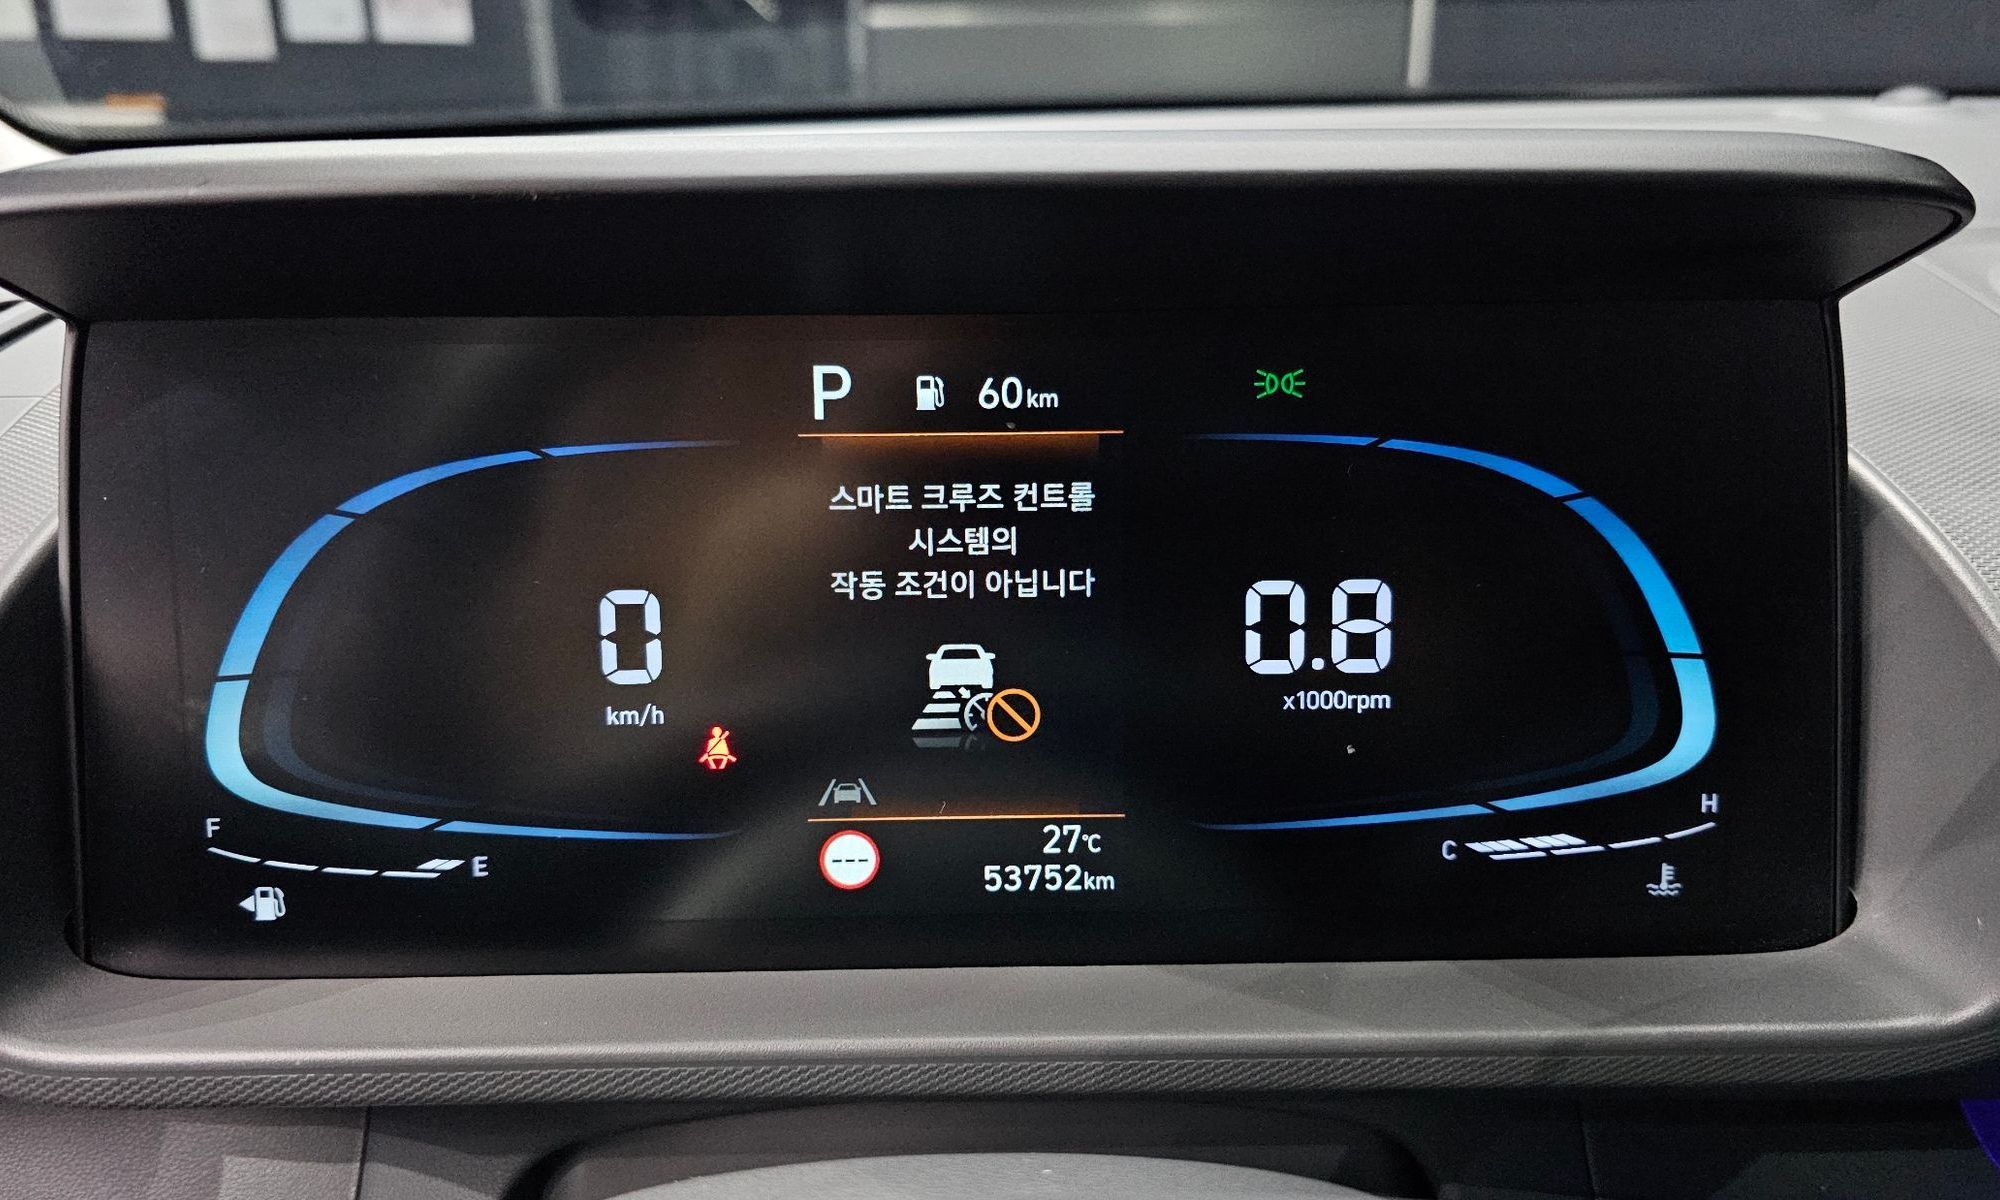 P 60km
스마트 크루즈 컨트롤
시스템의
작동 조건이 아닙니다
0
km/h
0.8
x1000rpm
F
E
C
H
---
27℃
53752km